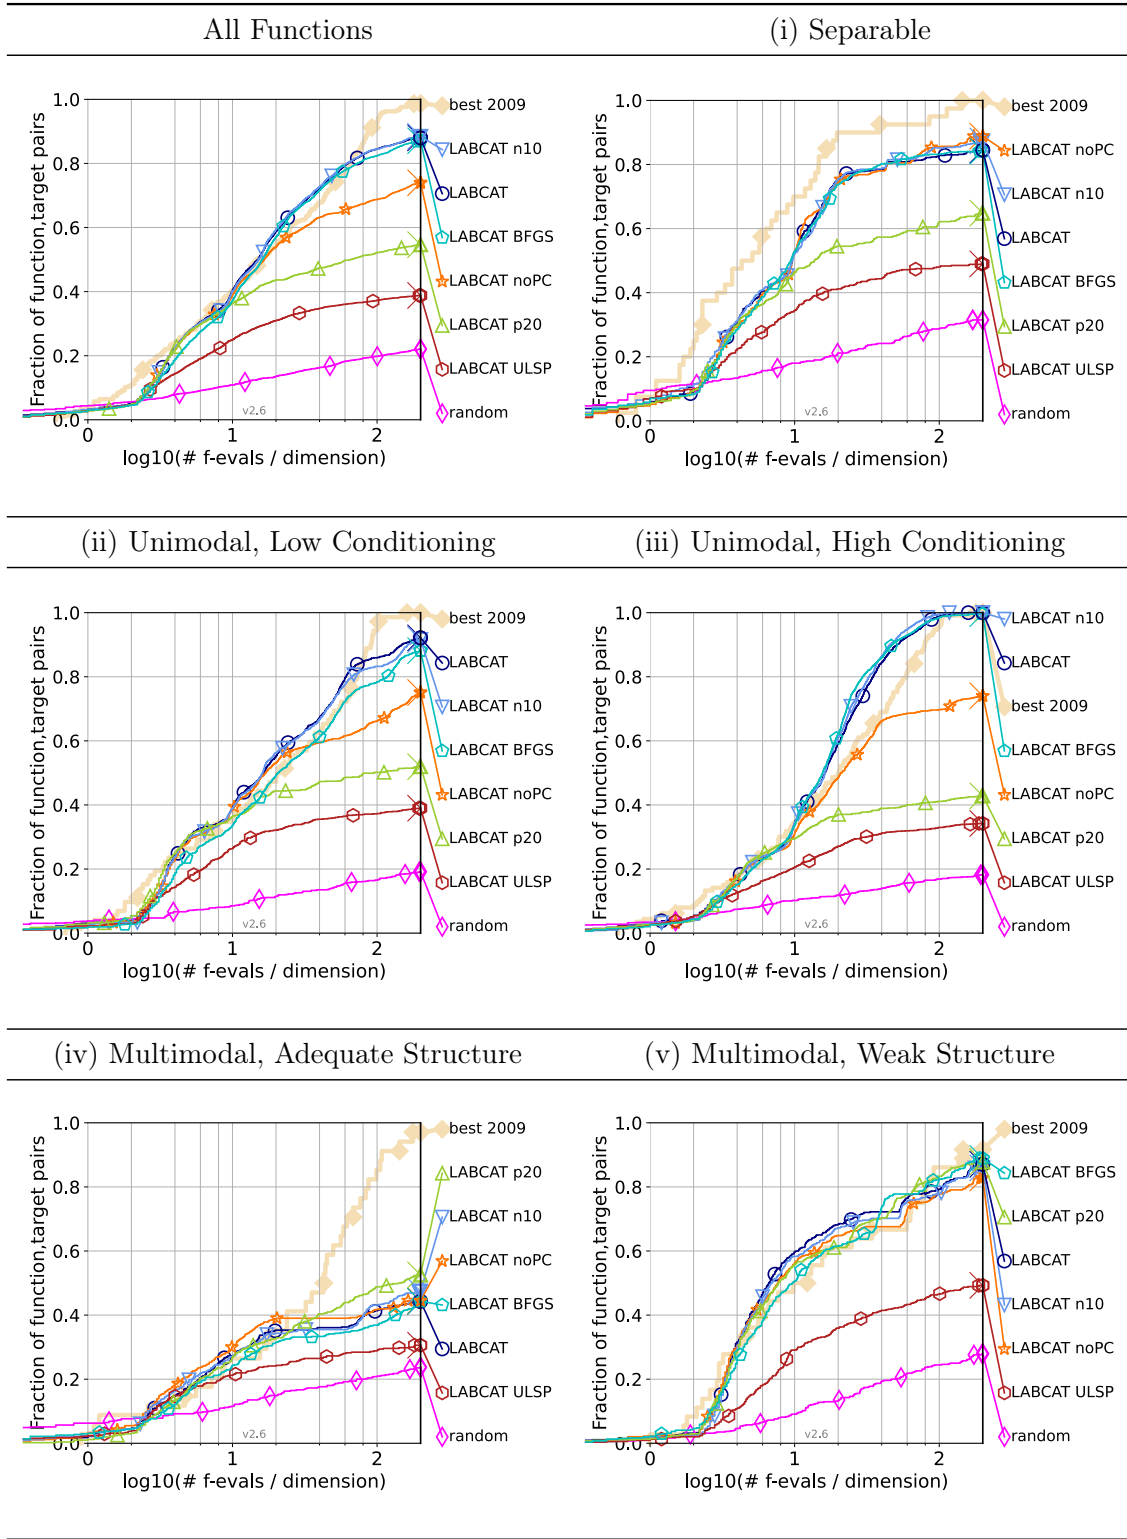 All Functions
(i) Separable
Fraction of function,target pairs
1.0
0.8
0.6
0.4
0.2
0.0
0
1
2
log10(# f-evals / dimension)
v2.6
best 2009
LABCAT n10
LABCAT
LABCAT BFGS
LABCAT noPC
LABCAT p20
LABCAT ULSP
random
Fraction of function,target pairs
1.0
0.8
0.6
0.4
0.2
0.0
0
1
2
log10(# f-evals / dimension)
v2.6
best 2009
LABCAT noPC
LABCAT n10
LABCAT
LABCAT BFGS
LABCAT p20
LABCAT ULSP
random
(ii) Unimodal, Low Conditioning
(iii) Unimodal, High Conditioning
Fraction of function,target pairs
1.0
0.8
0.6
0.4
0.2
0.0
0
1
2
log10(# f-evals / dimension)
v2.6
best 2009
LABCAT
LABCAT n10
LABCAT BFGS
LABCAT noPC
LABCAT p20
LABCAT ULSP
random
Fraction of function,target pairs
1.0
0.8
0.6
0.4
0.2
0.0
0
1
2
log10(# f-evals / dimension)
v2.6
LABCAT n10
LABCAT
best 2009
LABCAT BFGS
LABCAT noPC
LABCAT p20
LABCAT ULSP
random
(iv) Multimodal, Adequate Structure
(v) Multimodal, Weak Structure
Fraction of function,target pairs
1.0
0.8
0.6
0.4
0.2
0.0
0
1
2
log10(# f-evals / dimension)
v2.6
best 2009
LABCAT p20
LABCAT n10
LABCAT noPC
LABCAT BFGS
LABCAT
LABCAT ULSP
random
Fraction of function,target pairs
1.0
0.8
0.6
0.4
0.2
0.0
0
1
2
log10(# f-evals / dimension)
v2.6
best 2009
LABCAT BFGS
LABCAT p20
LABCAT
LABCAT n10
LABCAT noPC
LABCAT ULSP
random